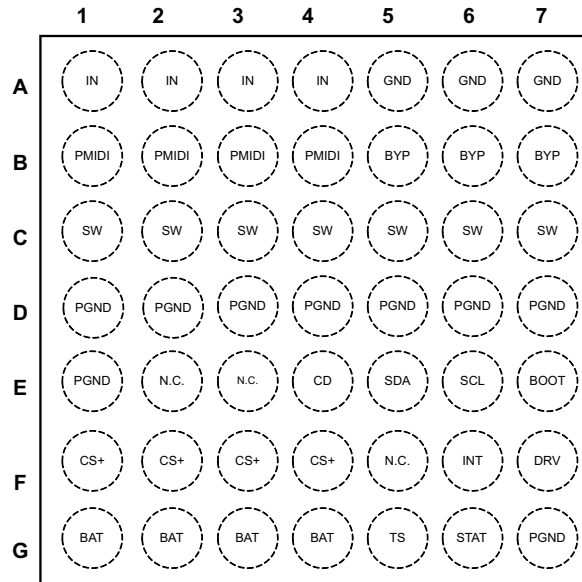 1 2 3 4 5 6 7
A IN IN IN IN GND GND GND
B PMIDI PMIDI PMIDI PMIDI BYP BYP BYP
C SW SW SW SW SW SW SW
D PGND PGND PGND PGND PGND PGND PGND
E PGND N.C. N.C. CD SDA SCL BOOT
F CS+ CS+ CS+ CS+ N.C. INT DRV
G BAT BAT BAT BAT TS STAT PGND